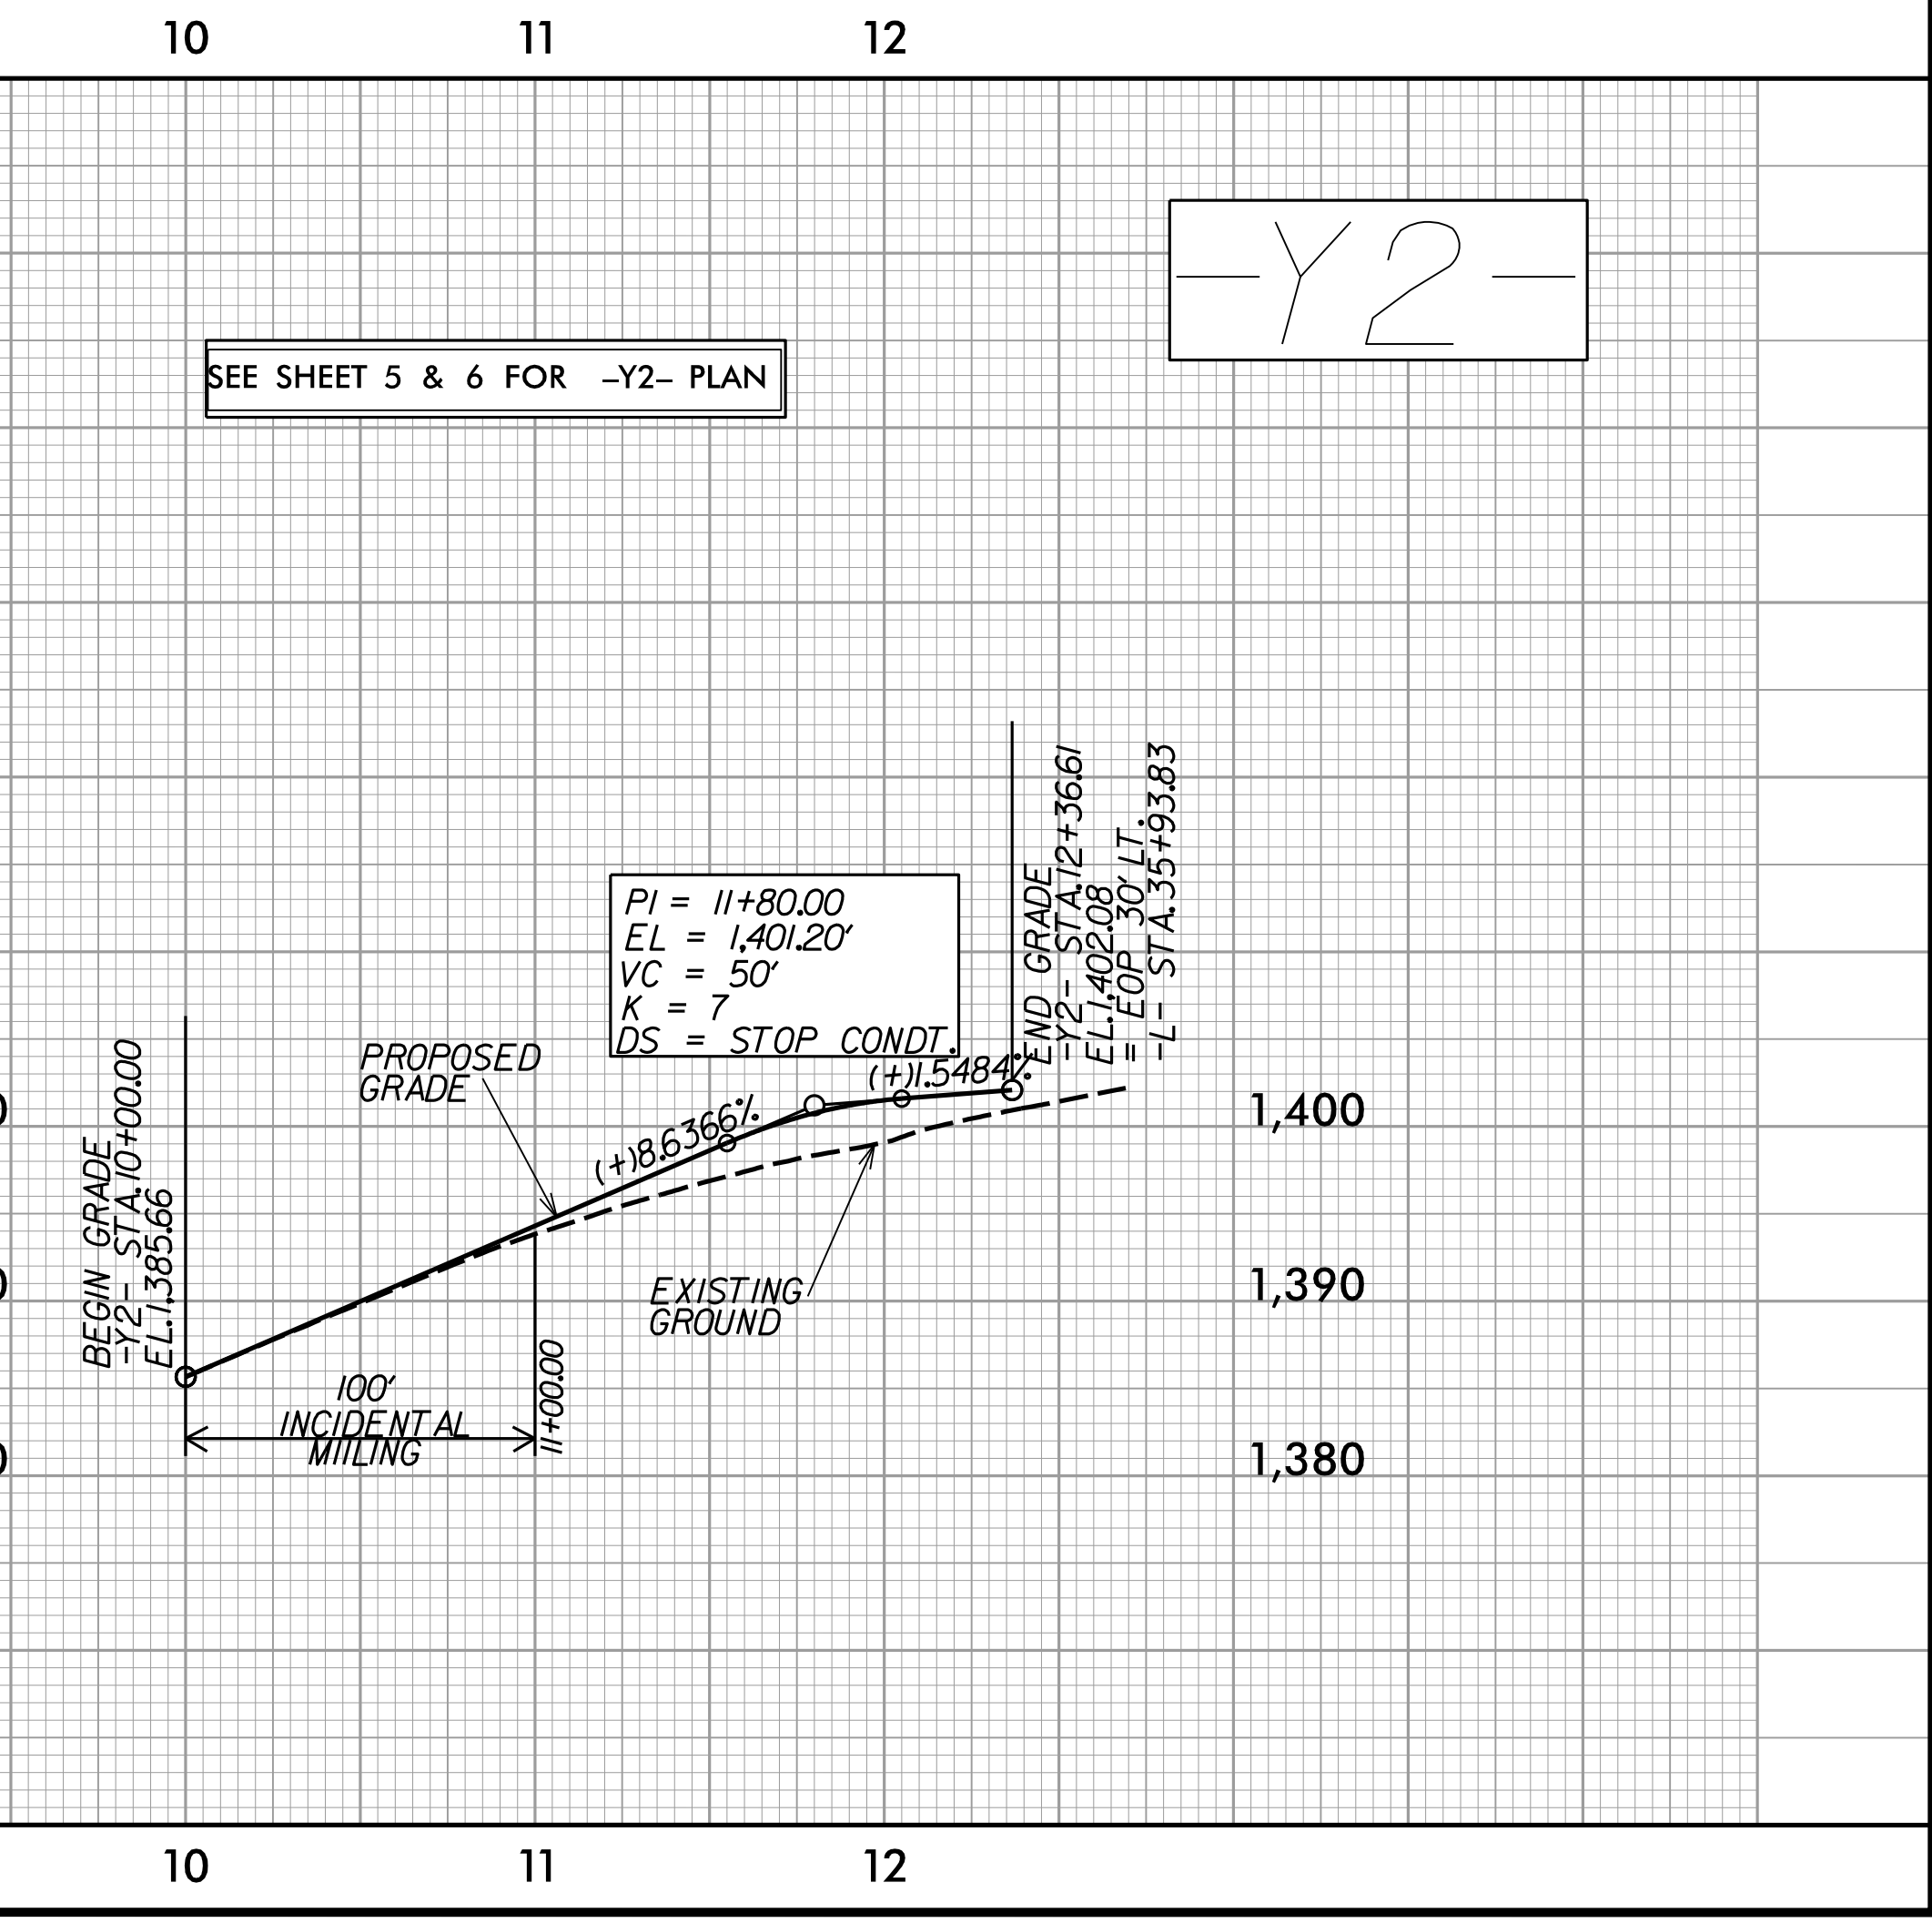 10 11 12
-Y2-
SEE SHEET 5 & 6 FOR –Y2– PLAN
END GRADE
-Y2- STA.12+36.61
EL.1,402.08
= EOP 30' LT.
-L- STA.35+93.83
PI = 11+80.00
EL = 1,401.20'
VC = 50'
K = 7
DS = STOP CONDT.
BEGIN GRADE
-Y2- STA.10+00.00
EL.1,385.66
PROPOSED
GRADE
(+)8.6366%
(+)1.5484%
1,400
EXISTING
GROUND
1,390
100'
INCIDENTAL
MILLING
11+00.00
1,380
10 11 12